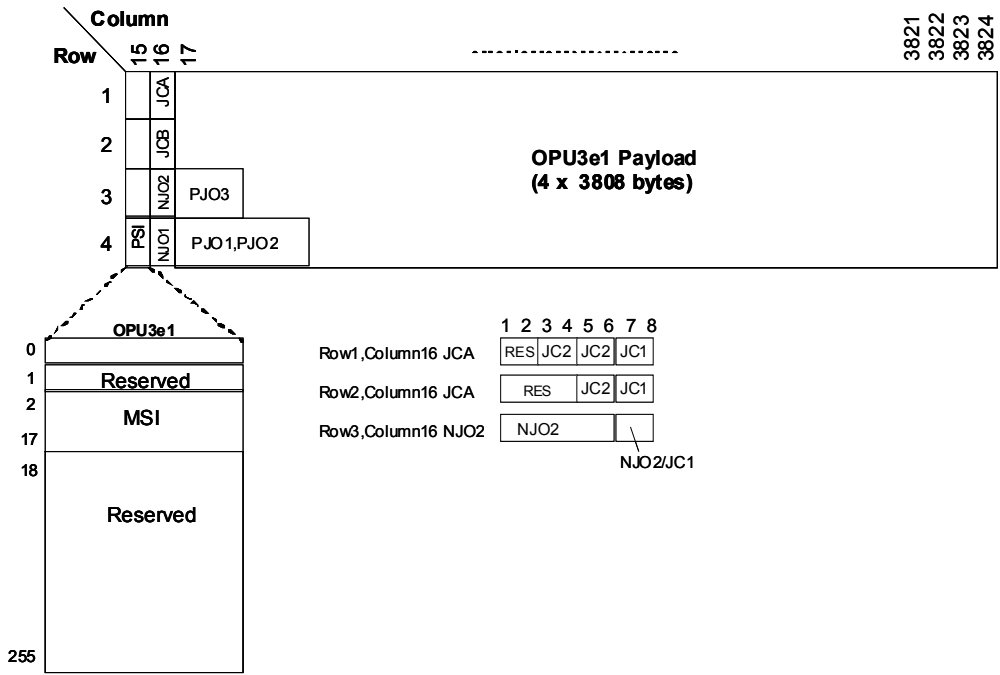 Column
Row
15 16 17 3821 3822 3823 3824
1 JCA
2 JCB
3 NJO2 PJO3
4 PSI NJO1 PJO1,PJO2
OPU3e1 Payload
(4 x 3808 bytes)
OPU3e1
0
1 Reserved
2 MSI
17
18
Reserved
255
1 2 3 4 5 6 7 8
Row1,Column16 JCA RES JC2 JC2 JC1
Row2,Column16 JCA RES JC2 JC1
Row3,Column16 NJO2 NJO2
NJO2/JC1